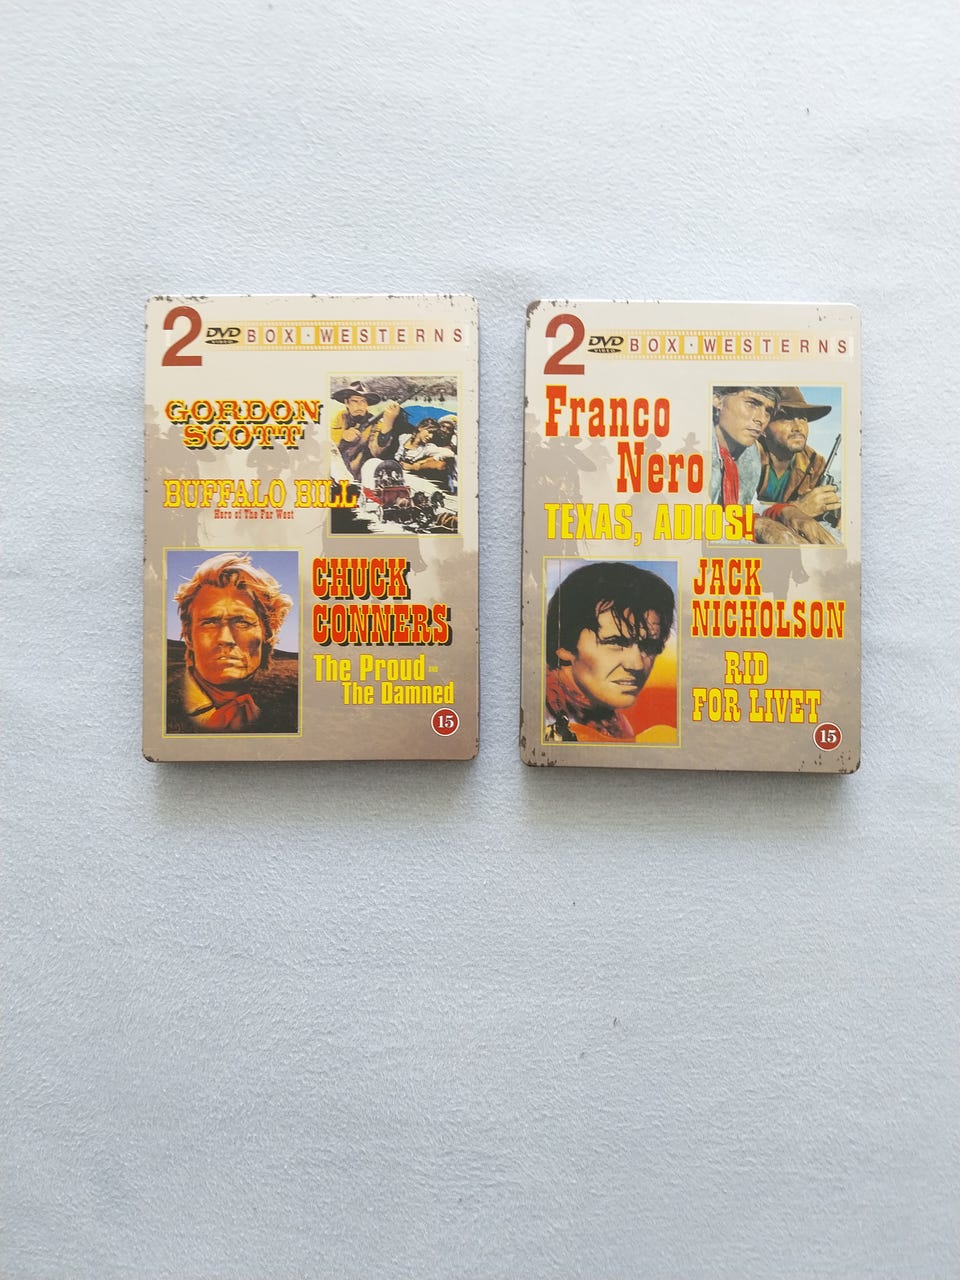 2 DVD VIDEO BOX · WESTERNS
GORDON
SCOTT
BUFFALO BILL
Hero of The Far West
CHUCK
CONNERS
The Proud AND
The Damned
15
2 DVD VIDEO BOX · WESTERNS
Franco
Nero
TEXAS, ADIOS!
JACK
NICHOLSON
RID
FOR LIVET
15